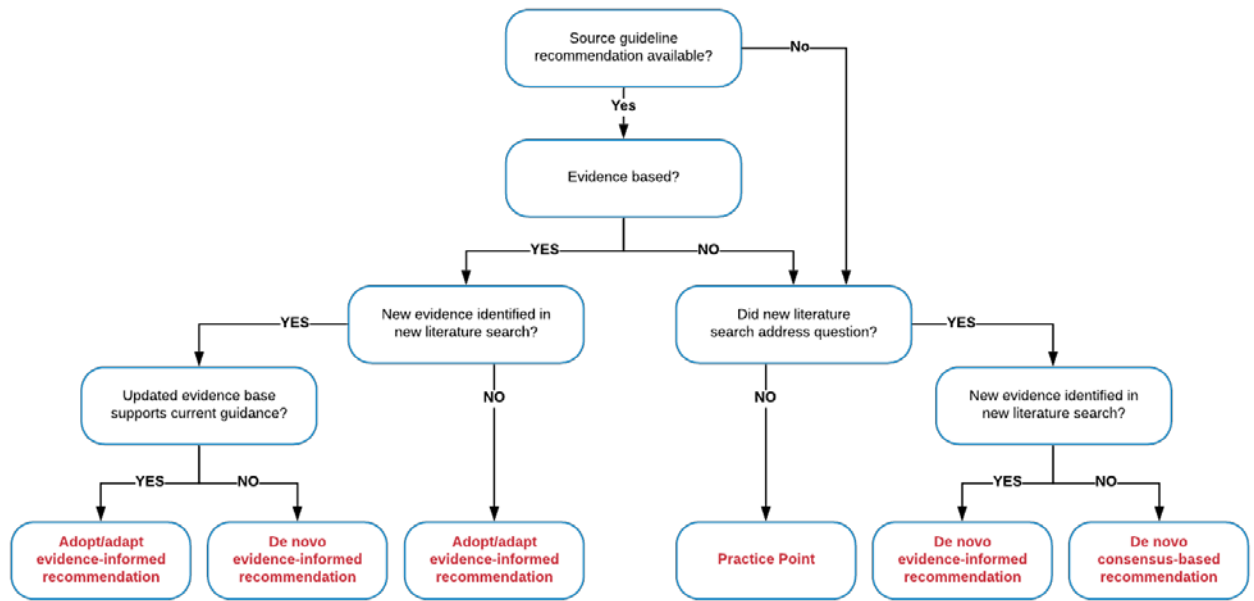 Source guideline
recommendation available?
No
Yes
Evidence based?
YES
NO
New evidence identified in
new literature search?
Did new literature
search address question?
YES
YES
Updated evidence base
supports current guidance?
NO
NO
New evidence identified in
new literature search?
YES
NO
YES
NO
Adopt/adapt
evidence-informed
recommendation
De novo
evidence-informed
recommendation
Adopt/adapt
evidence-informed
recommendation
Practice Point
De novo
evidence-informed
recommendation
De novo
consensus-based
recommendation